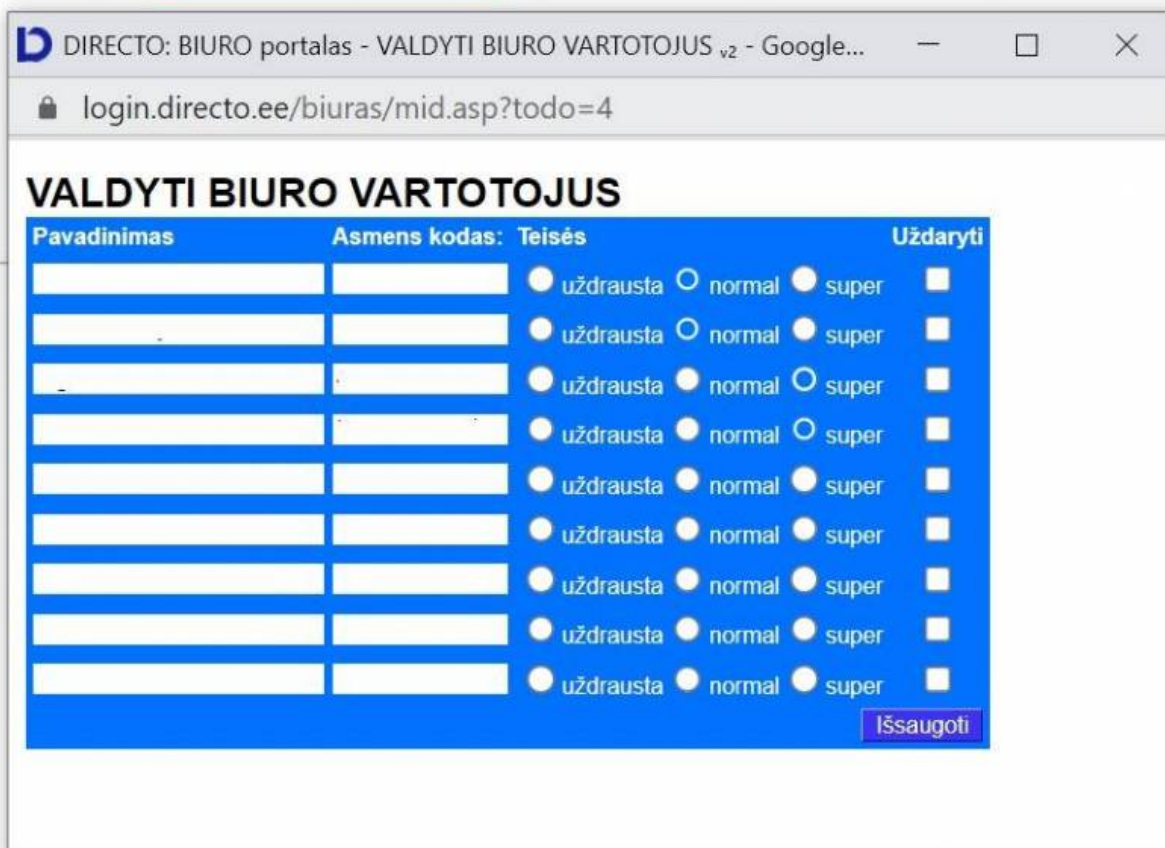 DIRECTO: BIURO portalas - VALDYTI BIURO VARTOTOJUS v2 - Google...
login.directo.ee/biuras/mid.asp?todo=4
VALDYTI BIURO VARTOTOJUS
Pavadinimas Asmens kodas: Teisės Uždaryti
uždrausta normal super
uždrausta normal super
uždrausta normal super
uždrausta normal super
uždrausta normal super
uždrausta normal super
uždrausta normal super
uždrausta normal super
uždrausta normal super
Išsaugoti